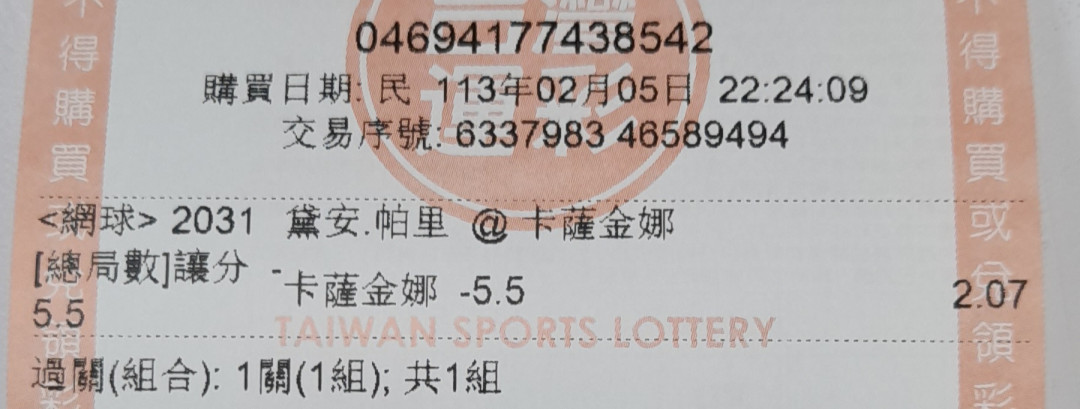 04694177438542
購買日期: 民 113年02月05日 22:24:09
交易序號: 6337983 46589494
<網球> 2031 黛安.帕里 @ 卡薩金娜
[總局數]讓分 -
5.5
卡薩金娜 -5.5
2.07
TAIWAN SPORTS LOTTERY
過關(組合): 1關(1組); 共1組
得購買
得購買或兌領彩